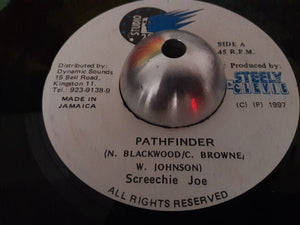 STUDIO
SIDE A
45 R.P.M.
Distributed by:
Dynamic Sounds
15 Bell Road,
Kingston 11.
Tel.: 923-9138-9
MADE IN
JAMAICA
Produced by:
STEELY
& CLEVIE
(C) (P) 1997
PATHFINDER
(N. BLACKWOOD/C. BROWNE/
W. JOHNSON)
Screechie Joe
ALL RIGHTS RESERVED